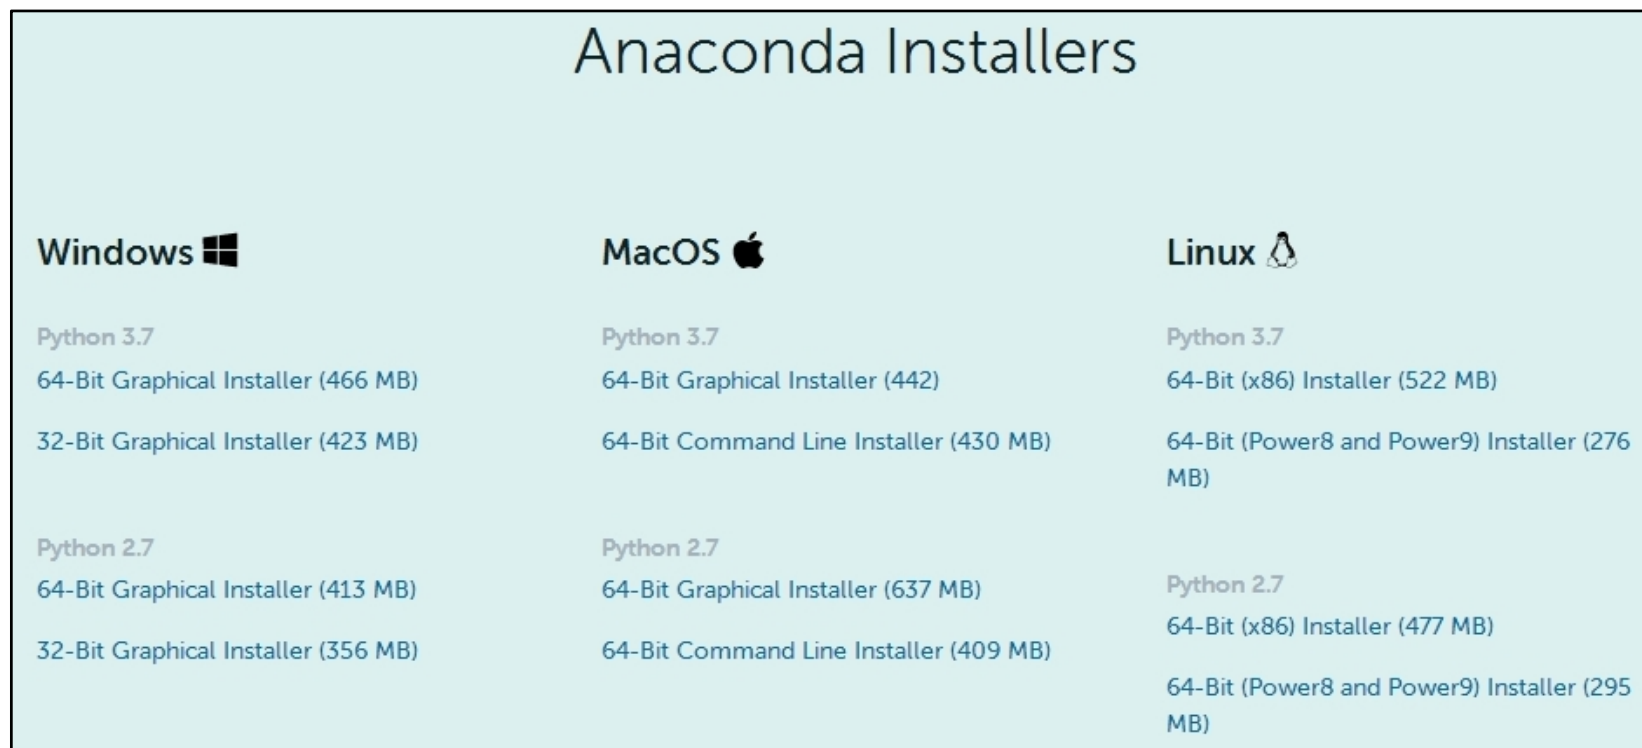 Anaconda Installers
Windows
Python 3.7
64-Bit Graphical Installer (466 MB)
32-Bit Graphical Installer (423 MB)
Python 2.7
64-Bit Graphical Installer (413 MB)
32-Bit Graphical Installer (356 MB)
MacOS
Python 3.7
64-Bit Graphical Installer (442)
64-Bit Command Line Installer (430 MB)
Python 2.7
64-Bit Graphical Installer (637 MB)
64-Bit Command Line Installer (409 MB)
Linux
Python 3.7
64-Bit (x86) Installer (522 MB)
64-Bit (Power8 and Power9) Installer (276
MB)
Python 2.7
64-Bit (x86) Installer (477 MB)
64-Bit (Power8 and Power9) Installer (295
MB)